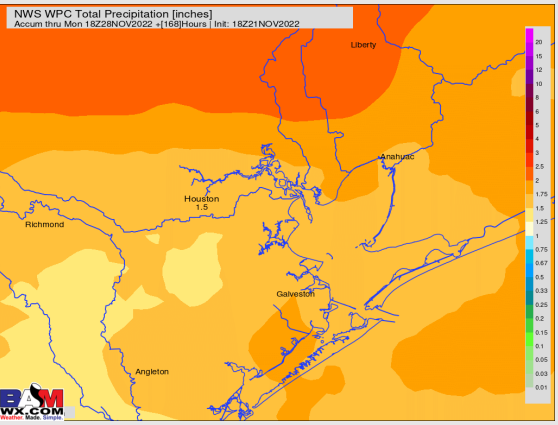 NWS WPC Total Precipitation [inches]
Accum thru Mon 18Z28NOV2022 +[168]Hours | Init: 18Z21NOV2022
Liberty
Anahuac
Houston
1.5
Richmond
Galveston
Angleton
20
15
12
10
8
6
5
4
3
2.5
2
1.75
1.5
1.25
1
0.75
0.67
0.5
0.33
0.25
0.2
0.15
0.1
0.05
0.03
0.01
BAM
WX.COM
Weather. Made. Simple.